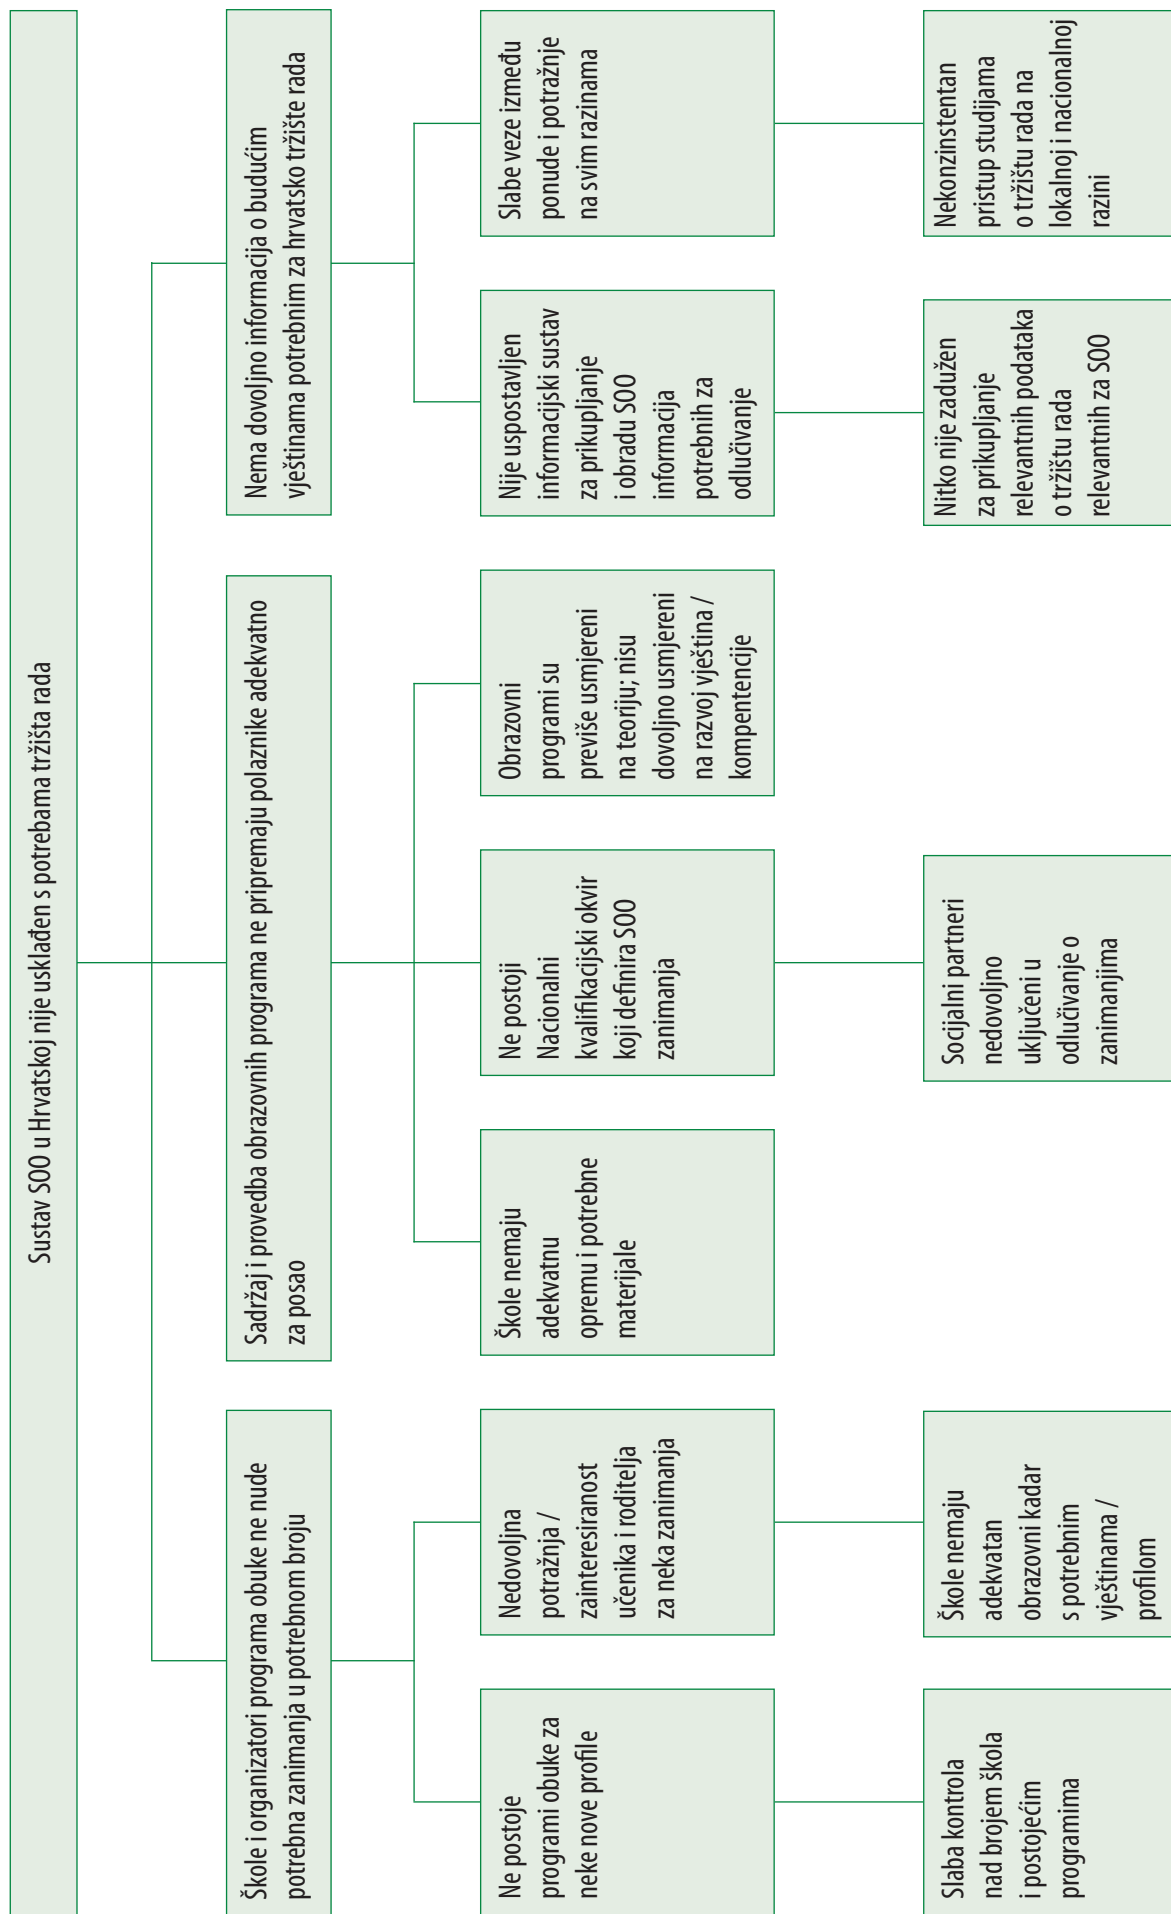 Sustav SOO u Hrvatskoj nije usklađen s potrebama tržišta rada
Škole i organizatori programa obuke ne nude
potrebna zanimanja u potrebnom broju
Sadržaj i provedba obrazovnih programa ne pripremaju polaznike adekvatno
za posao
Nema dovoljno informacija o budućim
vještinama potrebnim za hrvatsko tržište rada
Ne postoje
programi obuke za
neke nove profile
Nedovoljna
potražnja /
zainteresiranost
učenika i roditelja
za neka zanimanja
Škole nemaju
adekvatnu
opremu i potrebne
materijale
Ne postoji
Nacionalni
kvalifikacijski okvir
koji definira SOO
zanimanja
Obrazovni
programi su
previše usmjereni
na teoriju; nisu
dovoljno usmjereni
na razvoj vještina /
kompentencije
Nije uspostavljen
informacijski sustav
za prikupljanje
i obradu SOO
informacija
potrebnih za
odlučivanje
Slabe veze između
ponude i potražnje
na svim razinama
Slaba kontrola
nad brojem škola
i postojećim
programima
Škole nemaju
adekvatan
obrazovni kadar
s potrebnim
vještinama /
profilom
Socijalni partneri
nedovoljno
uključeni u
odlučivanje o
zanimanjima
Nitko nije zadužen
za prikupljanje
relevantnih podataka
o tržištu rada
relevantnih za SOO
Nekonzinstentan
pristup studijama
o tržištu rada na
lokalnoj i nacionalnoj
razini